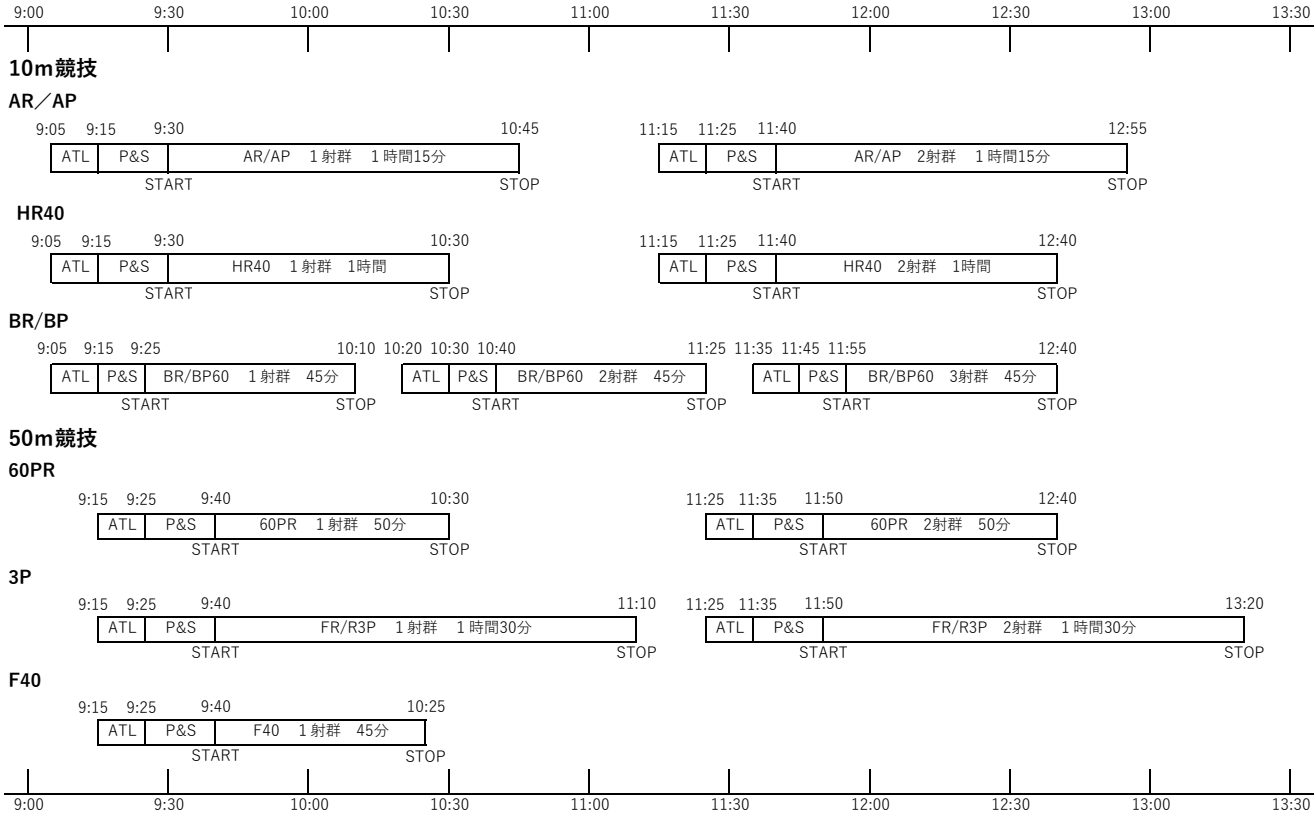 9:00 9:30 10:00 10:30 11:00 11:30 12:00 12:30 13:00 13:30
10m競技
AR／AP
9:05 9:15 9:30 10:45 11:15 11:25 11:40 12:55
ATL P&S AR/AP 1射群 1時間15分 ATL P&S AR/AP 2射群 1時間15分
START STOP START STOP
HR40
9:05 9:15 9:30 10:30 11:15 11:25 11:40 12:40
ATL P&S HR40 1射群 1時間 ATL P&S HR40 2射群 1時間
START STOP START STOP
BR/BP
9:05 9:15 9:25 10:10 10:20 10:30 10:40 11:25 11:35 11:45 11:55 12:40
ATL P&S BR/BP60 1射群 45分 ATL P&S BR/BP60 2射群 45分 ATL P&S BR/BP60 3射群 45分
START STOP START STOP START STOP
50m競技
60PR
9:15 9:25 9:40 10:30 11:25 11:35 11:50 12:40
ATL P&S 60PR 1射群 50分 ATL P&S 60PR 2射群 50分
START STOP START STOP
3P
9:15 9:25 9:40 11:10 11:25 11:35 11:50 13:20
ATL P&S FR/R3P 1射群 1時間30分 ATL P&S FR/R3P 2射群 1時間30分
START STOP START STOP
F40
9:15 9:25 9:40 10:25
ATL P&S F40 1射群 45分
START STOP
9:00 9:30 10:00 10:30 11:00 11:30 12:00 12:30 13:00 13:30